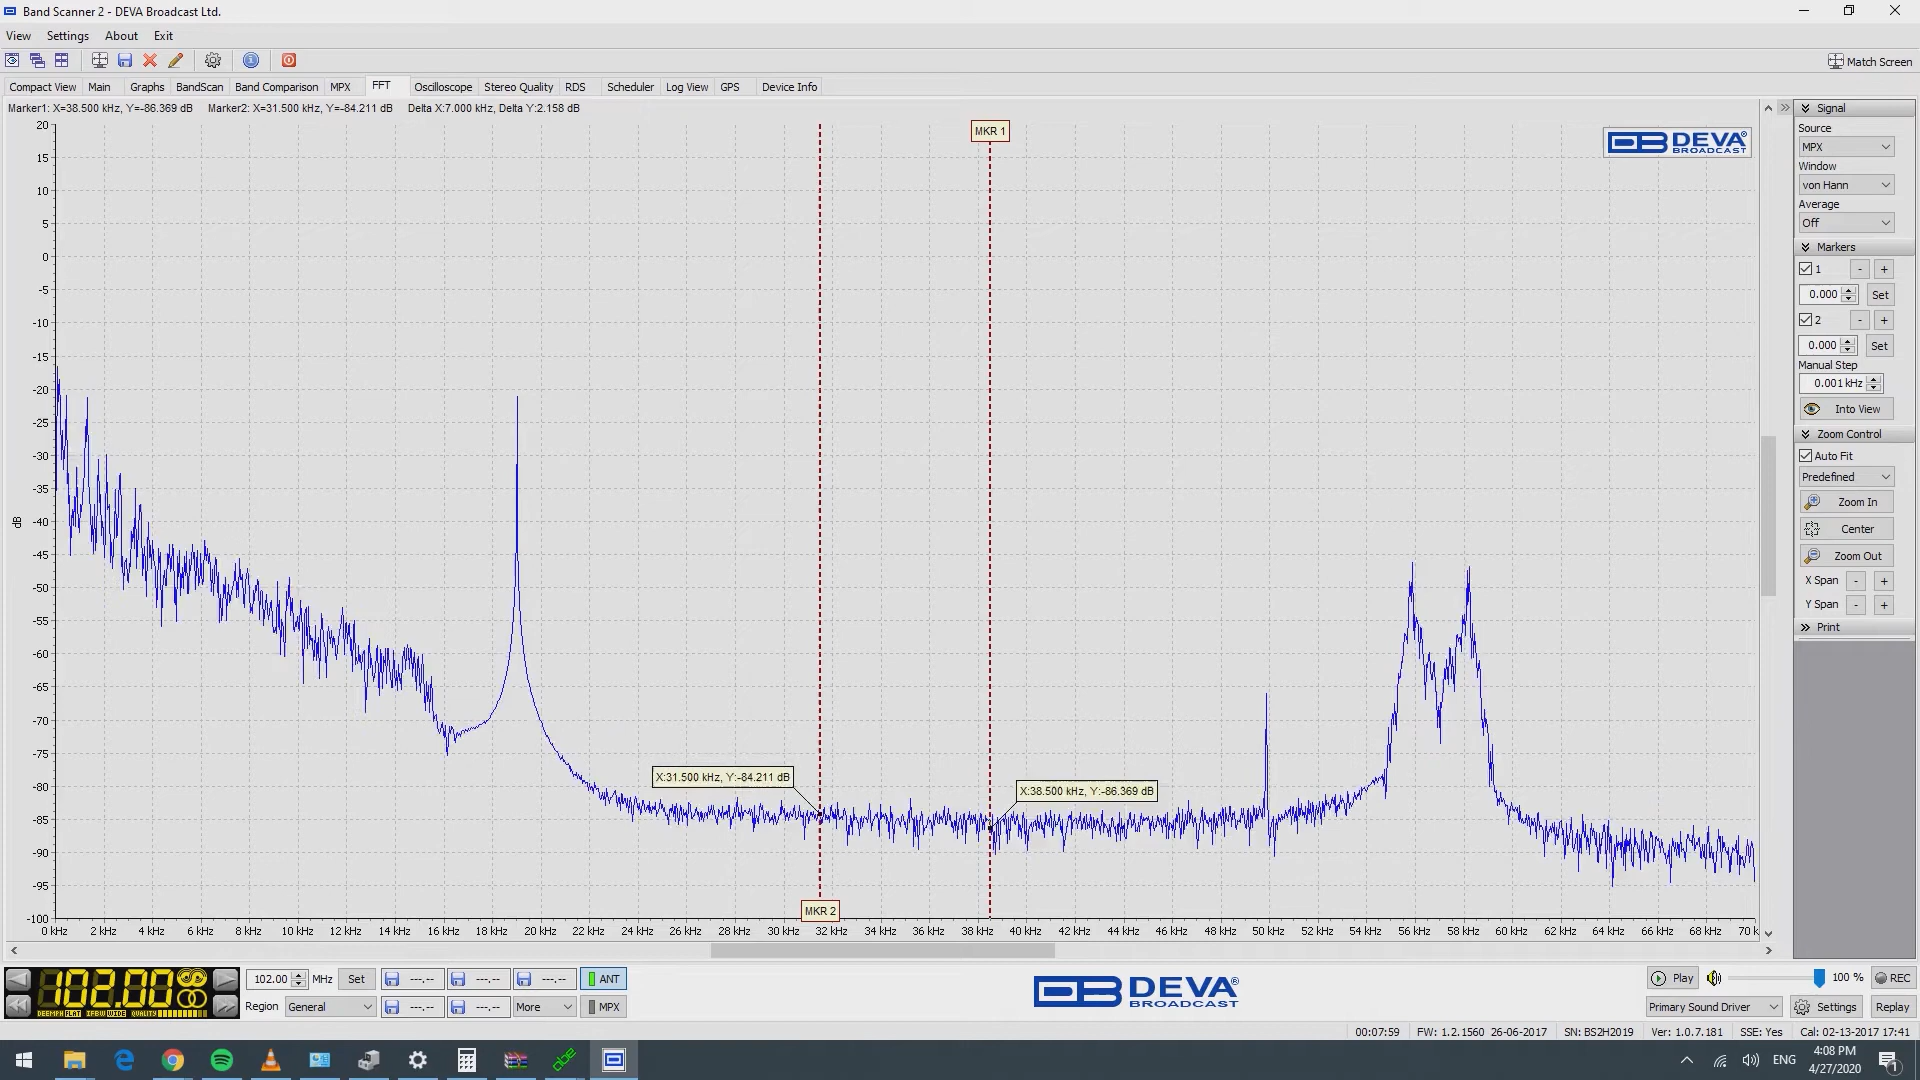 Band Scanner 2 - DEVA Broadcast Ltd.
View Settings About Exit
Match Screen
Compact View Main Graphs BandScan Band Comparison MPX FFT Oscilloscope Stereo Quality RDS Scheduler Log View GPS Device Info
Marker1: X=38.500 kHz, Y=-86.369 dB Marker2: X=31.500 kHz, Y=-84.211 dB Delta X:7.000 kHz, Delta Y:2.158 dB
MKR 1
DEVA
BROADCAST
20
15
10
5
0
-5
-10
-15
-20
-25
-30
-35
-40
-45
-50
-55
-60
-65
-70
-75
-80
-85
-90
-95
-100
dB
X:31.500 kHz, Y:-84.211 dB
X:38.500 kHz, Y:-86.369 dB
MKR 2
0 kHz 2 kHz 4 kHz 6 kHz 8 kHz 10 kHz 12 kHz 14 kHz 16 kHz 18 kHz 20 kHz 22 kHz 24 kHz 26 kHz 28 kHz 30 kHz 32 kHz 34 kHz 36 kHz 38 kHz 40 kHz 42 kHz 44 kHz 46 kHz 48 kHz 50 kHz 52 kHz 54 kHz 56 kHz 58 kHz 60 kHz 62 kHz 64 kHz 66 kHz 68 kHz 70 k
Signal
Source
MPX
Window
von Hann
Average
Off
Markers
1 - +
0.000 Set
2 - +
0.000 Set
Manual Step
0.001 kHz
Into View
Zoom Control
Auto Fit
Predefined
Zoom In
Center
Zoom Out
X Span - +
Y Span - +
Print
102.00
DEEMPH FLAT IFBW WIDE QUALITY
102.00 MHz Set ---.-- ---.-- ---.-- ANT
Region General ---.-- ---.-- More MPX
DEVA
BROADCAST
Play 100 % REC
Primary Sound Driver Settings Replay
00:07:59 FW: 1.2.1560 26-06-2017 SN: BS2H2019 Ver: 1.0.7.181 SSE: Yes Cal: 02-13-2017 17:41
ENG
4:08 PM
4/27/2020
1